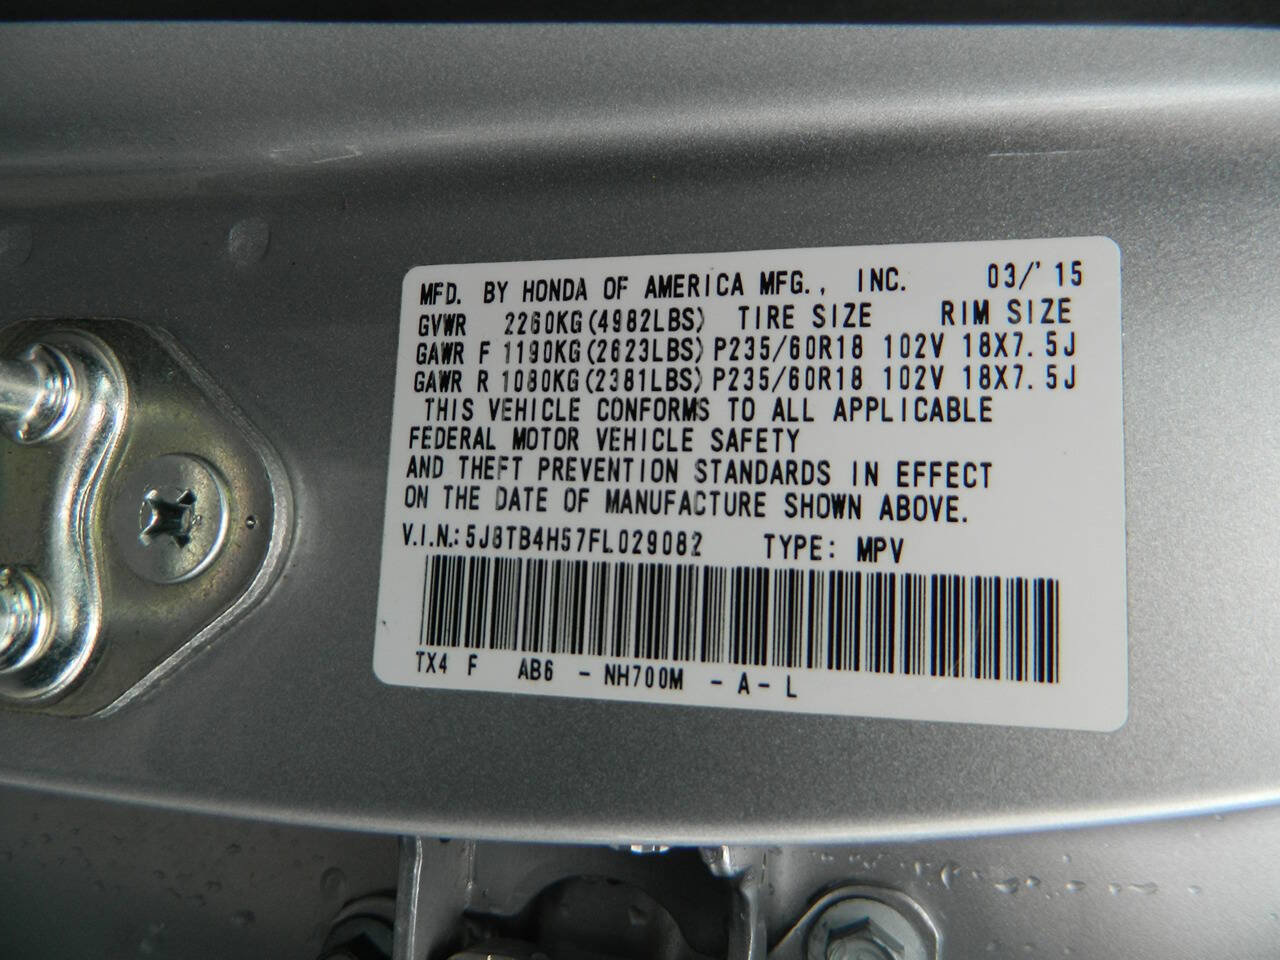 MFD. BY HONDA OF AMERICA MFG., INC. 03/'15
GVWR 2260KG(4982LBS) TIRE SIZE RIM SIZE
GAWR F 1190KG(2623LBS) P235/60R18 102V 18X7.5J
GAWR R 1080KG(2381LBS) P235/60R18 102V 18X7.5J
THIS VEHICLE CONFORMS TO ALL APPLICABLE
FEDERAL MOTOR VEHICLE SAFETY
AND THEFT PREVENTION STANDARDS IN EFFECT
ON THE DATE OF MANUFACTURE SHOWN ABOVE.
V.I.N.: 5J8TB4H57FL029082 TYPE: MPV
TX4 F AB6 - NH700M - A - L